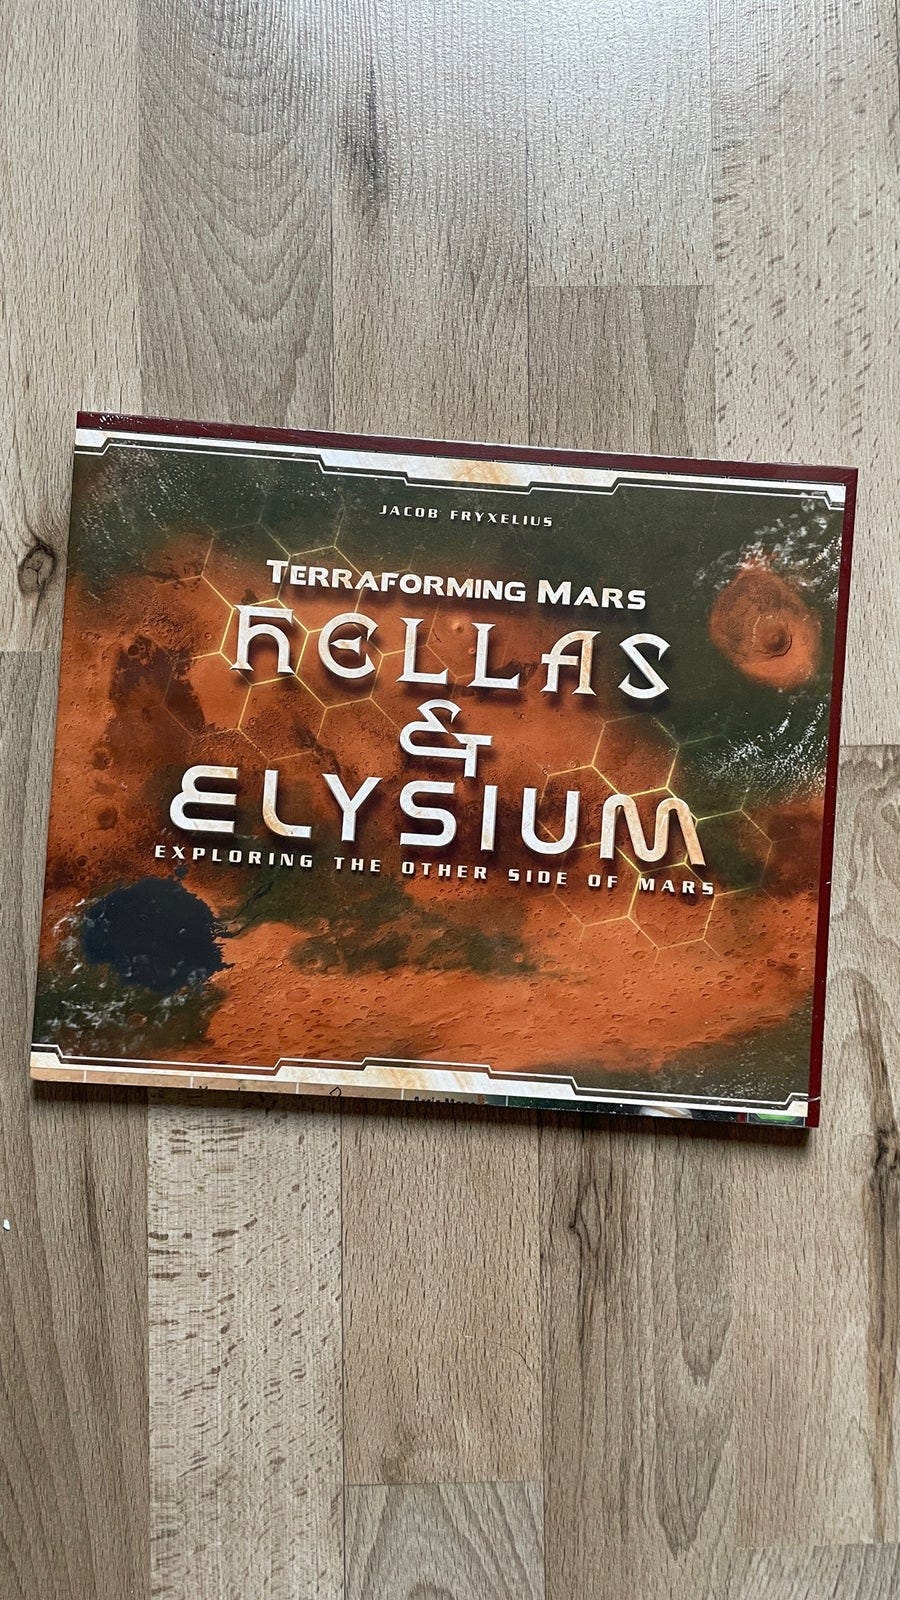 JACOB FRYXELIUS
TERRAFORMING MARS
HELLAS
&
ELYSIUM
EXPLORING THE OTHER SIDE OF MARS